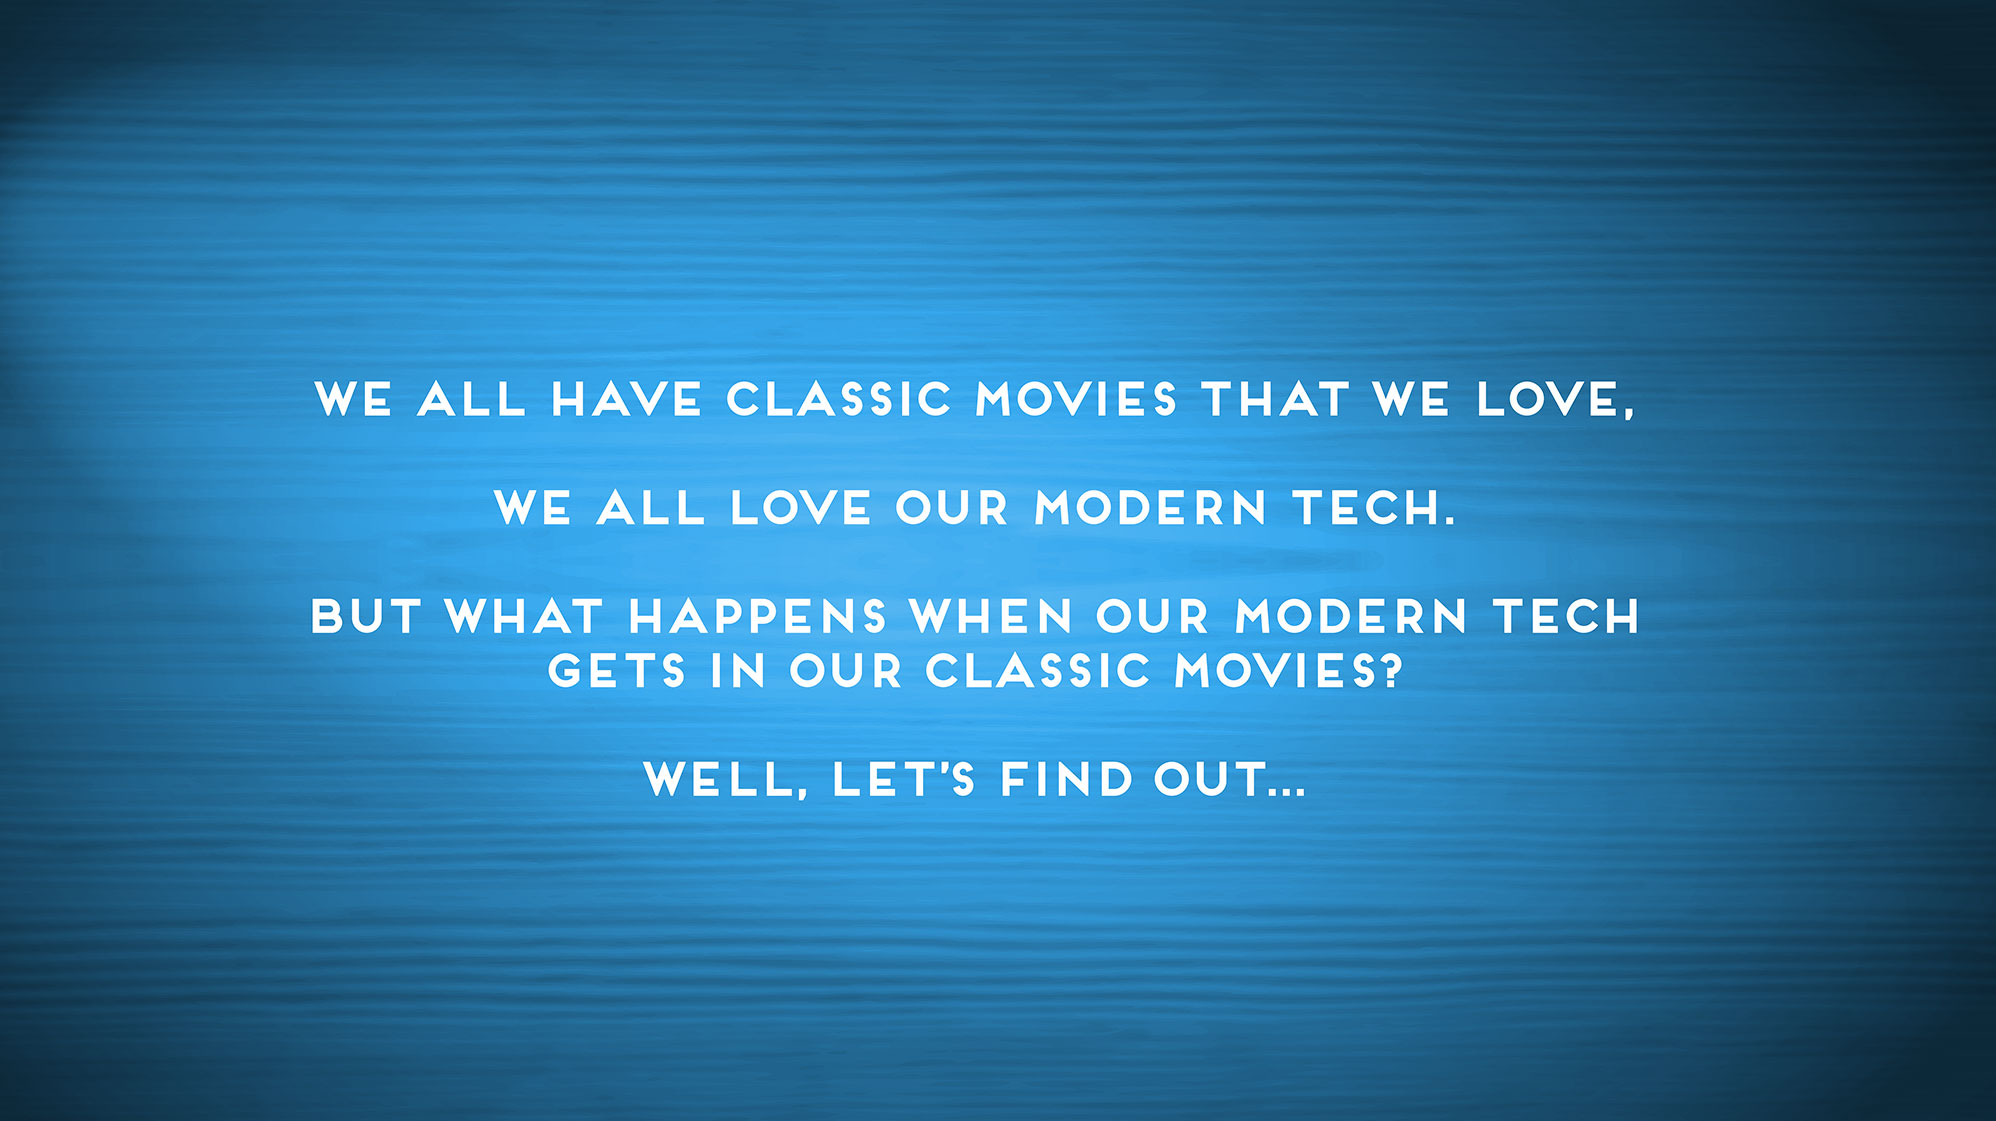 WE ALL HAVE CLASSIC MOVIES THAT WE LOVE,
WE ALL LOVE OUR MODERN TECH.
BUT WHAT HAPPENS WHEN OUR MODERN TECH
GETS IN OUR CLASSIC MOVIES?
WELL, LET'S FIND OUT...